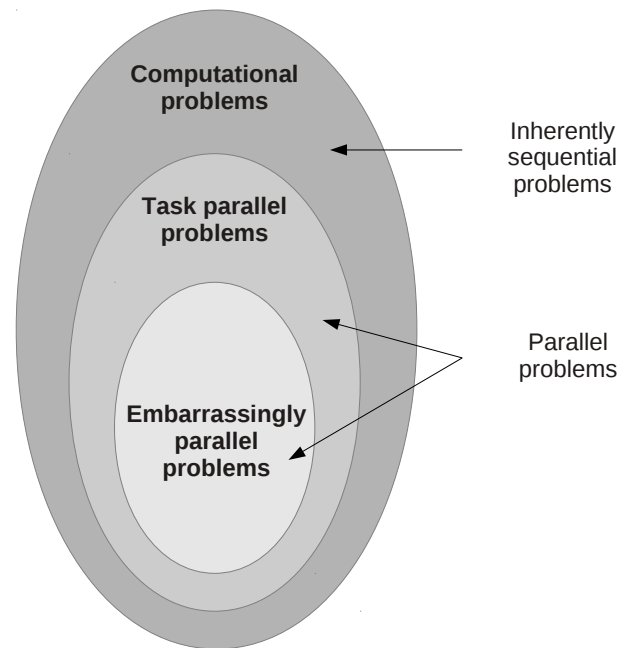 Computational
problems
Inherently
sequential
problems
Task parallel
problems
Parallel
problems
Embarrassingly
parallel
problems